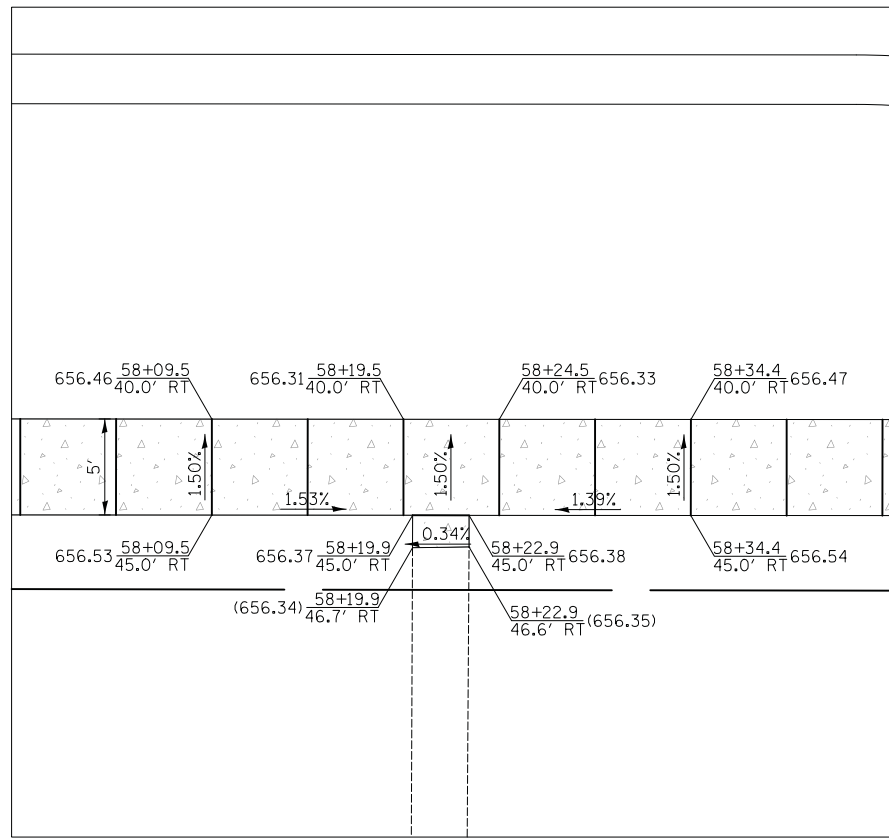 656.46 58+09.5
40.0' RT
656.31 58+19.5
40.0' RT
58+24.5 656.33
40.0' RT
58+34.4 656.47
40.0' RT
5'
1.50%
1.50%
1.50%
1.53%
1.39%
0.34%
656.53 58+09.5
45.0' RT
656.37 58+19.9
45.0' RT
58+22.9 656.38
45.0' RT
58+34.4 656.54
45.0' RT
(656.34) 58+19.9
46.7' RT
58+22.9 (656.35)
46.6' RT